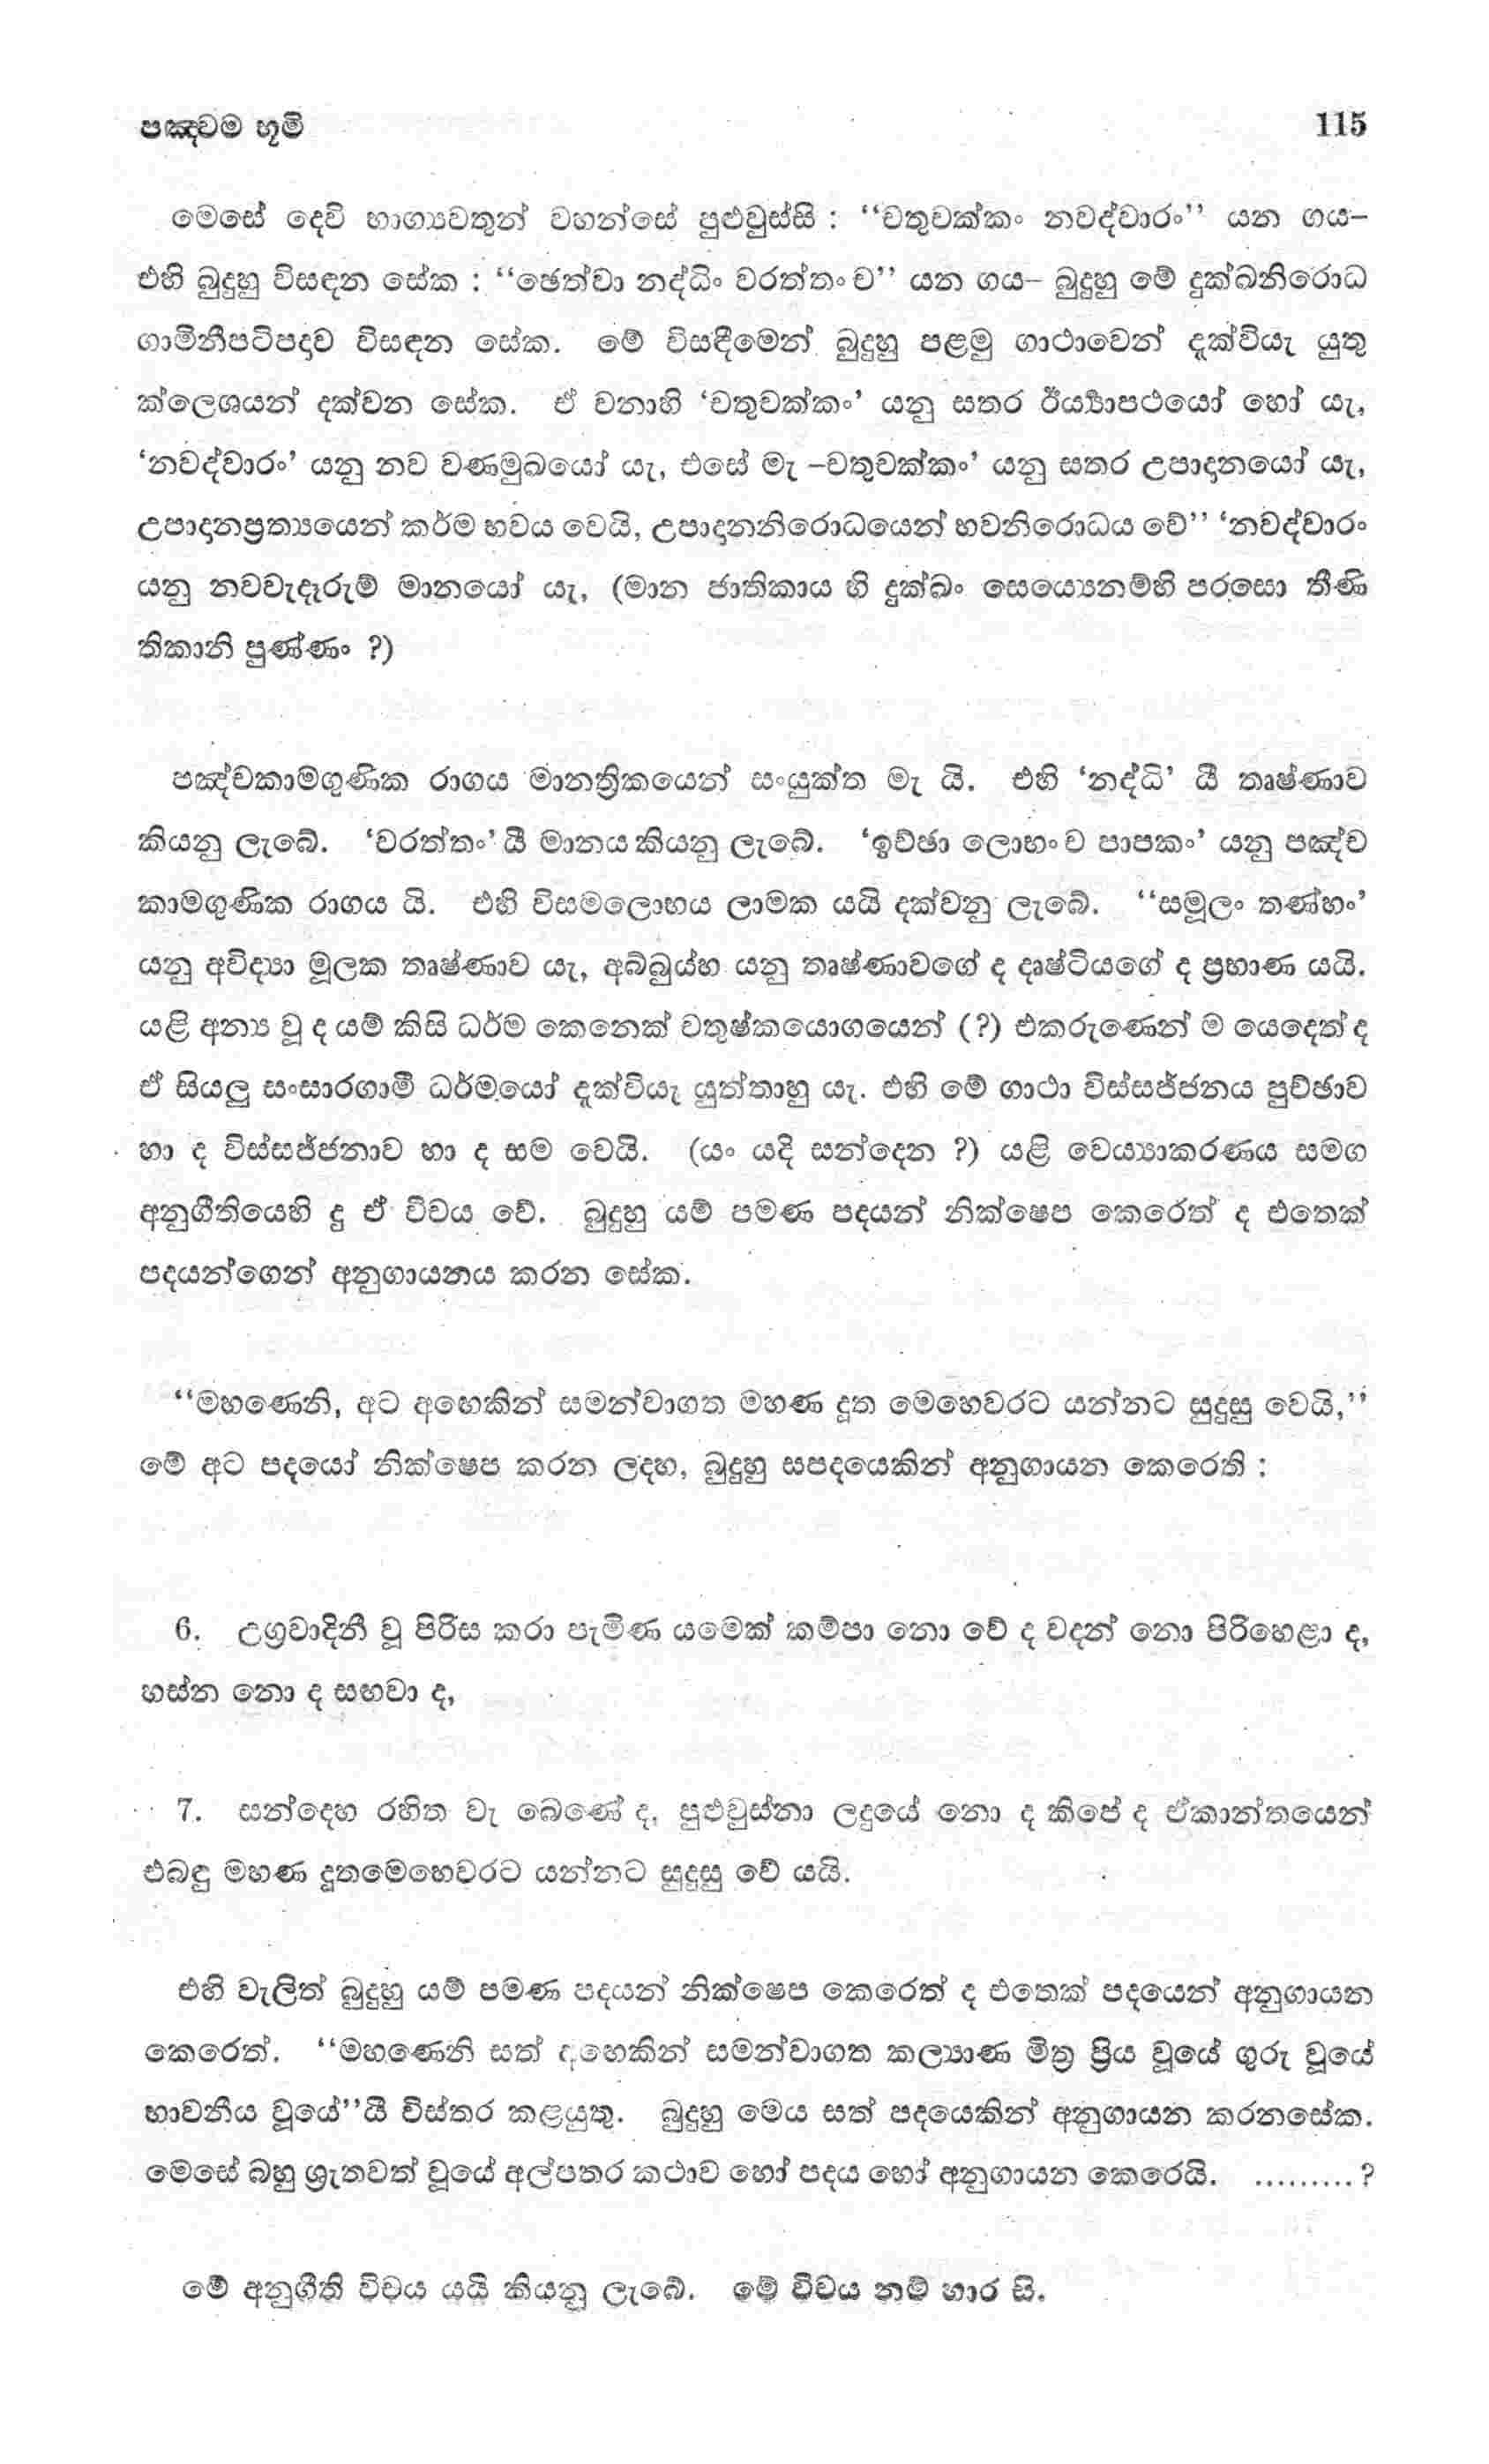 පඤ්චම භූමි 115
මෙසේ දෙවි භාග්‍යවතුන් වහන්සේ පුළුවුස්සි : “චතුචක්කං නවද්වාරං” යන ගය–
එහි බුදුහු විසඳන සේක : “ඡෙත්වා නද්ධිං වරත්තං ච” යන ගය– බුදුහු මේ දුක්ඛනිරොධ
ගාමිනීපටිපදව විසඳන සේක. මේ විසඳීමෙන් බුදුහු පළමු ගාථාවෙන් දැක්වියැ යුතු
ක්ලෙශයන් දක්වන සේක. ඒ වනාහි ‘චතුචක්කං’ යනු සතර ඊර්‍ය්‍යාපථයෝ හෝ යැ,
‘නවද්වාරං’ යනු නව වණමුඛයෝ යැ, එසේ මැ –චතුචක්කං’ යනු සතර උපාදානයෝ යැ,
උපාදානප්‍රත්‍යයෙන් කර්ම භවය වෙයි, උපාදානනිරොධයෙන් භවනිරොධය වේ” ‘නවද්වාරං
යනු නවවැදෑරුම් මානයෝ යැ, (මාන ජාතිකාය හි දුක්ඛං සෙය්‍යෙනම්හි පරසො තීණි
තිකානි පුණ්ණං ?)
පඤ්චකාමගුණික රාගය මානත්‍රිකයෙන් සංයුක්ත මැ යි. එහි ‘නද්ධි’ යී තෘෂ්ණාව
කියනු ලැබේ. ‘වරත්තං’ යී මානය කියනු ලැබේ. ‘ඉච්ඡා ලොභං ච පාපකං’ යනු පඤ්ච
කාමගුණික රාගය යි. එහි විසමලොභය ලාමක යයි දක්වනු ලැබේ. “සමූලං තණ්හං’
යනු අවිද්‍යා මූලක තෘෂ්ණාව යැ, අබ්බුය්හ යනු තෘෂ්ණාවගේ ද දෘෂ්ටියගේ ද ප්‍රහාණ යයි.
යළි අන්‍ය වූ ද යම් කිසි ධර්ම කෙනෙක් චතුෂ්කයොගයෙන් (?) එකරුණෙන් ම යෙදෙත් ද
ඒ සියලු සංසාරගාමී ධර්මයෝ දැක්වියැ යුත්තාහු යැ. එහි මේ ගාථා විස්සජ්ජනය පුච්ඡාව
හා ද විස්සජ්ජනාව හා ද සම වෙයි. (යං යදි සන්දෙන ?) යළි වෙය්‍යාකරණය සමග
අනුගීතියෙහි දු ඒ විචය වේ. බුදුහු යම් පමණ පදයන් නික්ෂෙප කෙරෙත් ද එතෙක්
පදයන්ගෙන් අනුගායනය කරන සේක.
“මහණෙනි, අට අඟෙකින් සමන්වාගත මහණ දූත මෙහෙවරට යන්නට සුදුසු වෙයි,”
මේ අට පදයෝ නික්ෂෙප කරන ලදහ, බුදුහු සපදයෙකින් අනුගායන කෙරෙති :
6. උග්‍රවාදිනී වූ පිරිස කරා පැමිණ යමෙක් කම්පා නො වේ ද වදන් නො පිරිහෙළා ද,
හස්න නො ද සඟවා ද,
7. සන්දෙහ රහිත වැ බෙණේ ද, පුළුවුස්නා ලදුයේ නො ද කිපේ ද ඒකාන්තයෙන්
එබඳු මහණ දූතමෙහෙවරට යන්නට සුදුසු වේ යයි.
එහි වැලිත් බුදුහු යම් පමණ පදයන් නික්ෂෙප කෙරෙත් ද එතෙක් පදයෙන් අනුගායන
කෙරෙත්. “මහණෙනි සත් අඟෙකින් සමන්වාගත කල්‍යාණ මිත්‍ර ප්‍රිය වූයේ ගුරු වූයේ
භාවනීය වූයේ”යී විස්තර කළයුතු. බුදුහු මෙය සත් පදයෙකින් අනුගායන කරනසේක.
මෙසේ බහු ශ්‍රැතවත් වූයේ අල්පතර කථාව හෝ පදය හෝ අනුගායන කෙරෙයි. .........?
මේ අනුගීති විචය යයි කියනු ලැබේ. මේ විචය නම් හාර යි.